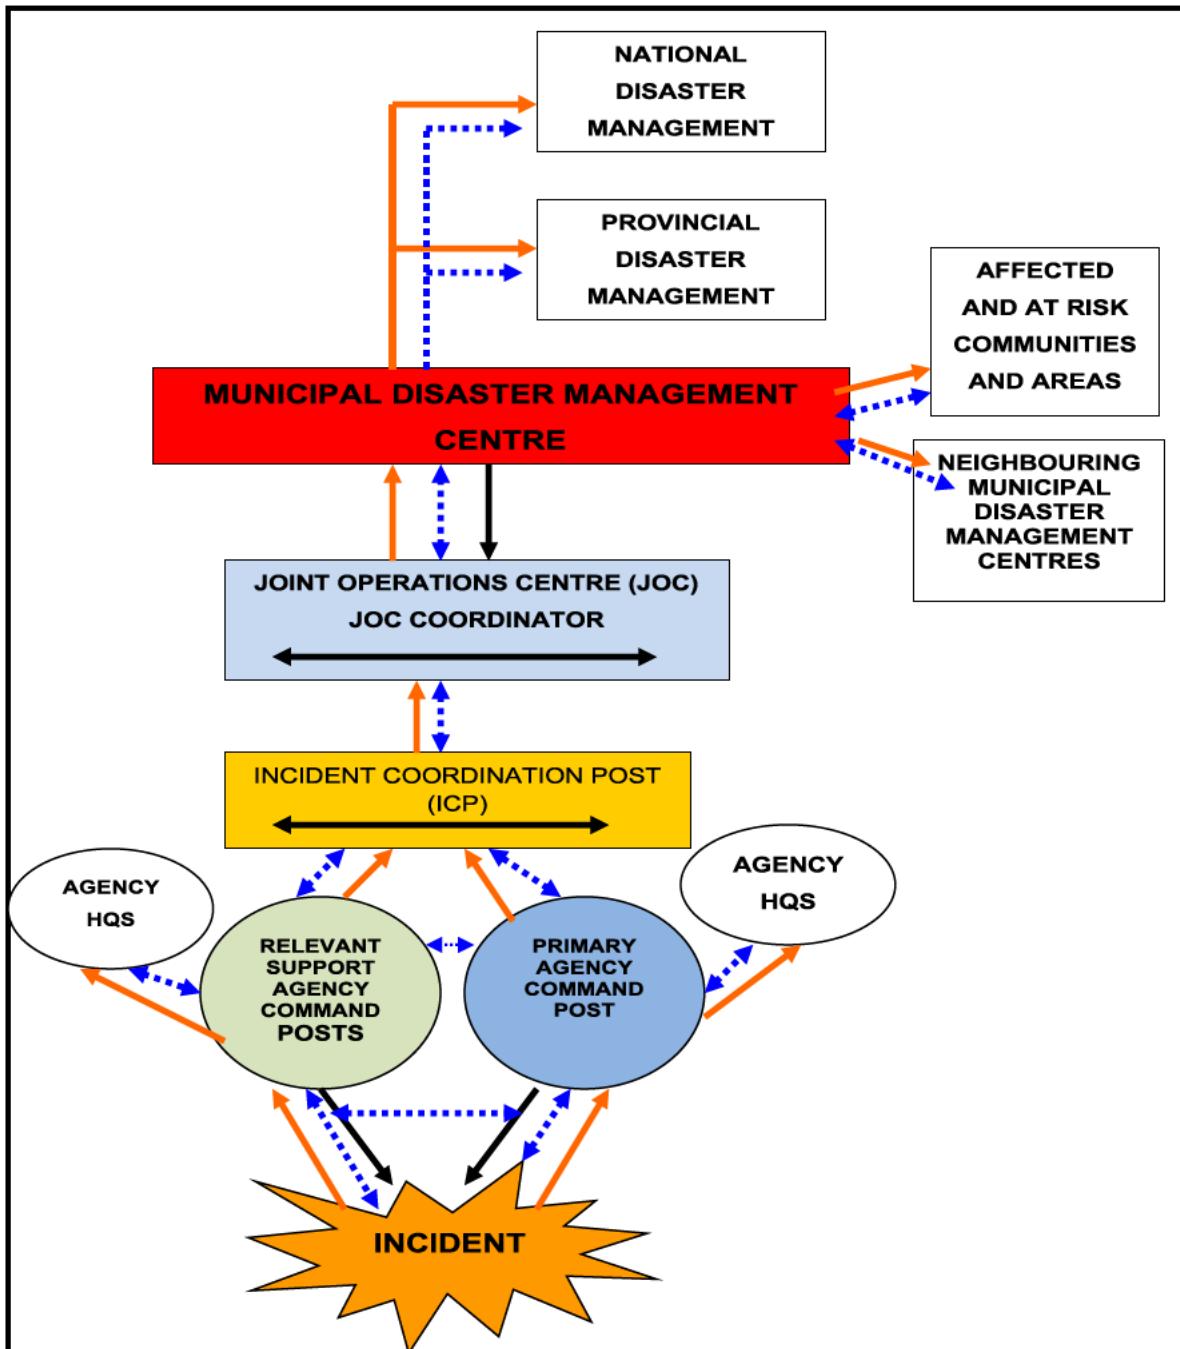 NATIONAL
DISASTER
MANAGEMENT
PROVINCIAL
DISASTER
MANAGEMENT
AFFECTED
AND AT RISK
COMMUNITIES
AND AREAS
MUNICIPAL DISASTER MANAGEMENT
CENTRE
NEIGHBOURING
MUNICIPAL
DISASTER
MANAGEMENT
CENTRES
JOINT OPERATIONS CENTRE (JOC)
JOC COORDINATOR
INCIDENT COORDINATION POST
(ICP)
AGENCY
HQS
AGENCY
HQS
RELEVANT
SUPPORT
AGENCY
COMMAND
POSTS
PRIMARY
AGENCY
COMMAND
POST
INCIDENT